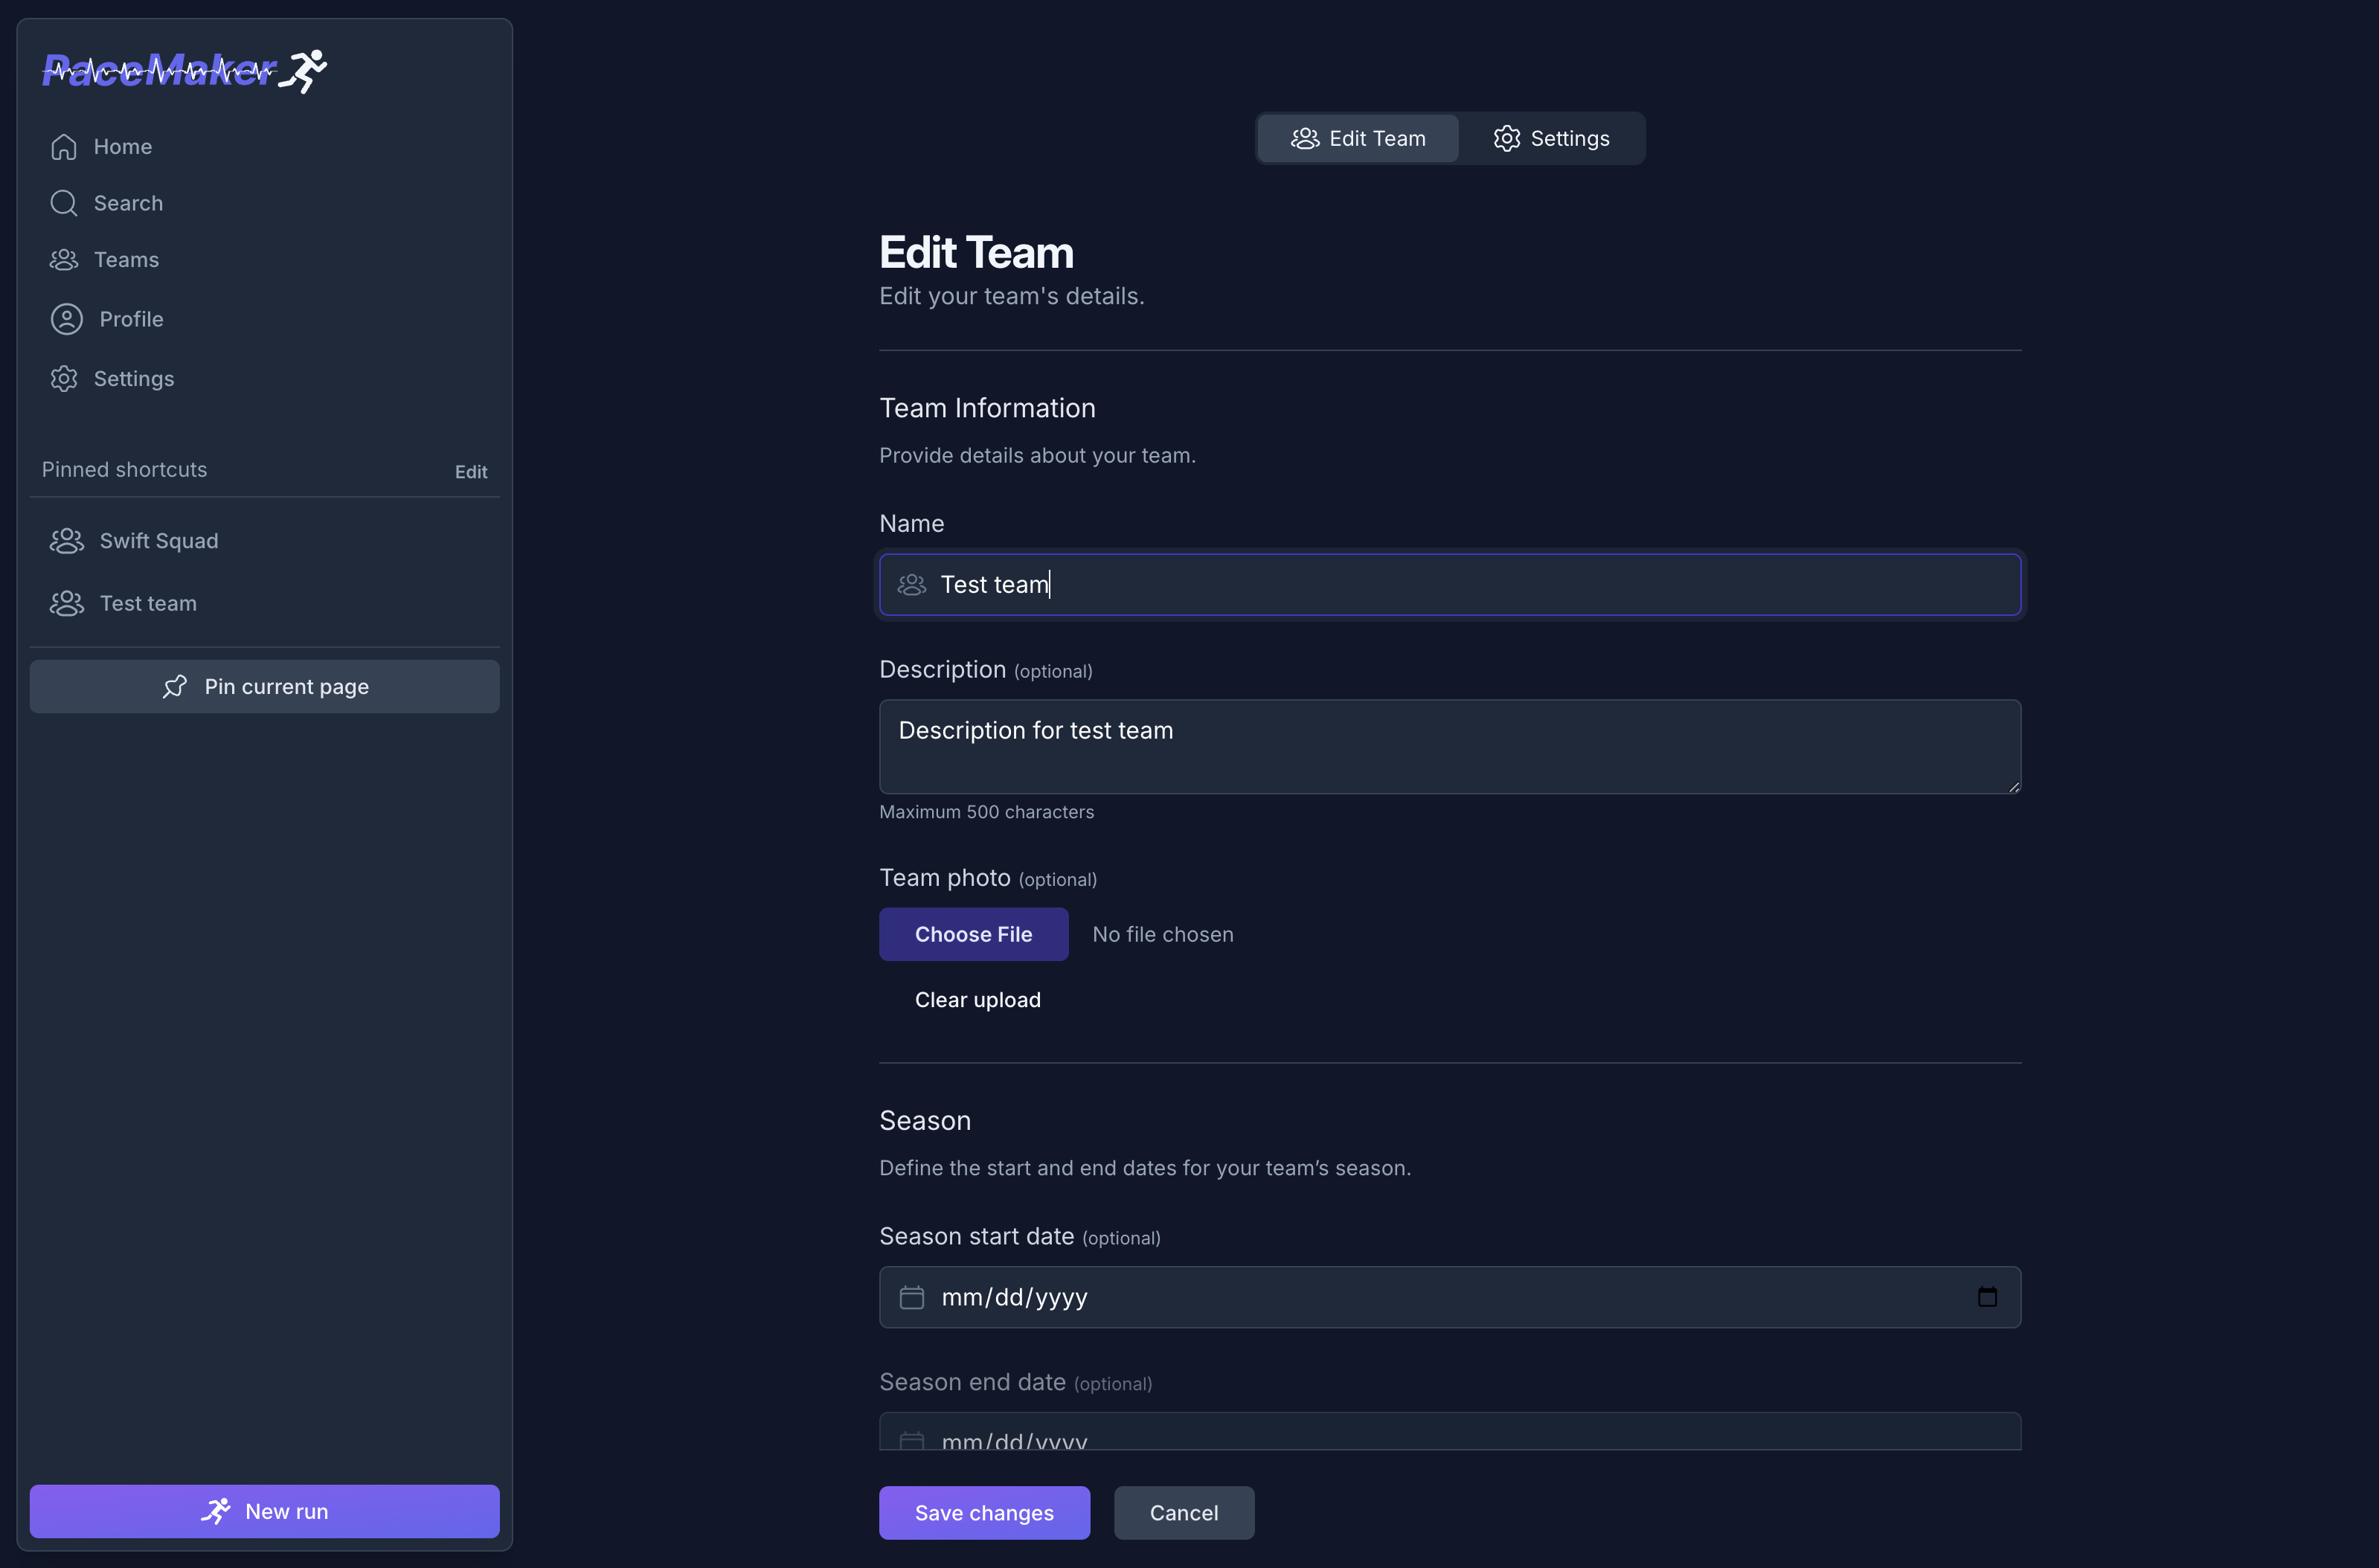 PaceMaker
Home
Search
Teams
Profile
Settings
Pinned shortcuts
Edit
Swift Squad
Test team
Pin current page
New run
Edit Team
Settings
Edit Team
Edit your team's details.
Team Information
Provide details about your team.
Name
Test team
Description (optional)
Description for test team
Maximum 500 characters
Team photo (optional)
Choose File No file chosen
Clear upload
Season
Define the start and end dates for your team’s season.
Season start date (optional)
mm/dd/yyyy
Season end date (optional)
mm/dd/yyyy
Save changes
Cancel